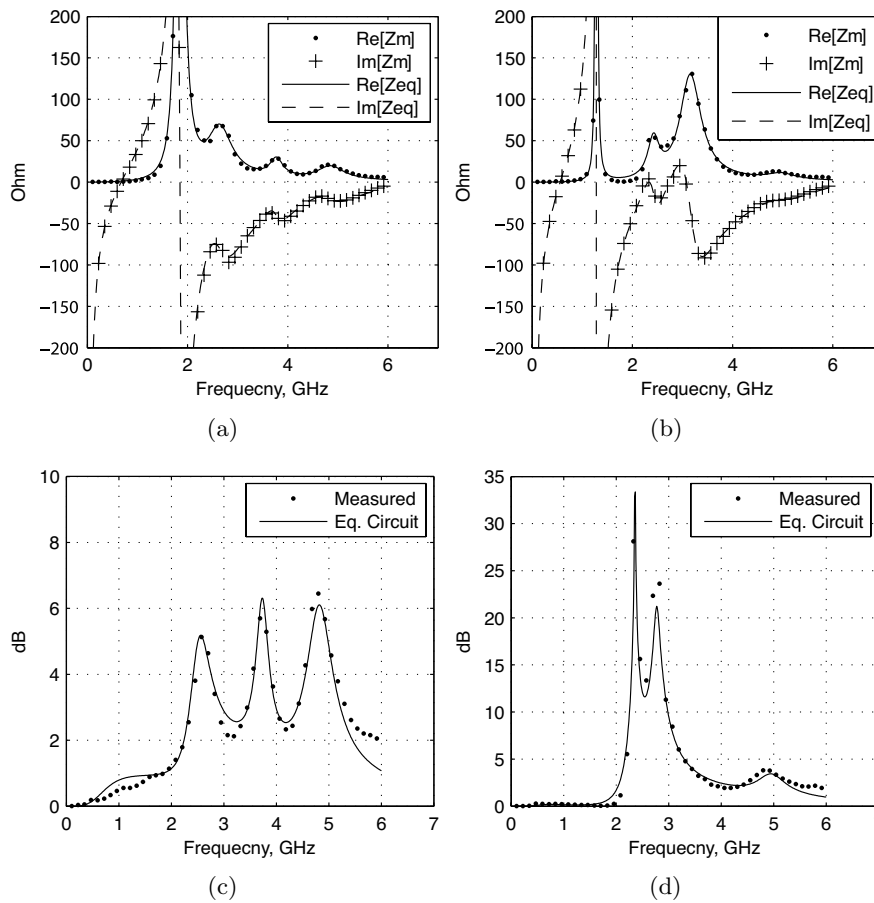 200
150
100
50
0
−50
−100
−150
−200
Ohm
0
2
4
6
Frequecny, GHz
Re[Zm]
Im[Zm]
Re[Zeq]
Im[Zeq]
(a)
200
150
100
50
0
−50
−100
−150
−200
Ohm
0
2
4
6
Frequecny, GHz
Re[Zm]
Im[Zm]
Re[Zeq]
Im[Zeq]
(b)
10
8
6
4
2
0
dB
0
1
2
3
4
5
6
7
Frequecny, GHz
Measured
Eq. Circuit
(c)
35
30
25
20
15
10
5
0
dB
0
1
2
3
4
5
6
7
Frequecny, GHz
Measured
Eq. Circuit
(d)